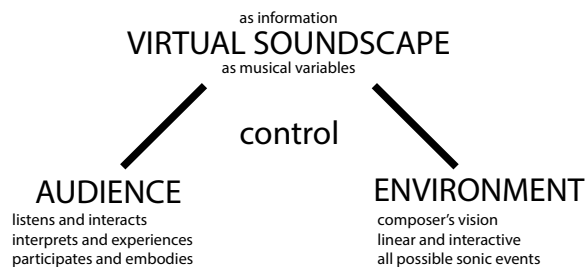 as information
VIRTUAL SOUNDSCAPE
as musical variables
control
AUDIENCE
listens and interacts
interprets and experiences
participates and embodies
ENVIRONMENT
composer's vision
linear and interactive
all possible sonic events